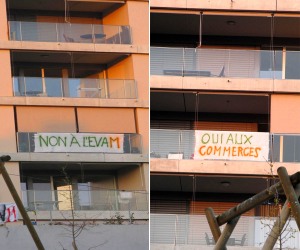 NON À L'EVAM
OUI AUX
COMMERCES